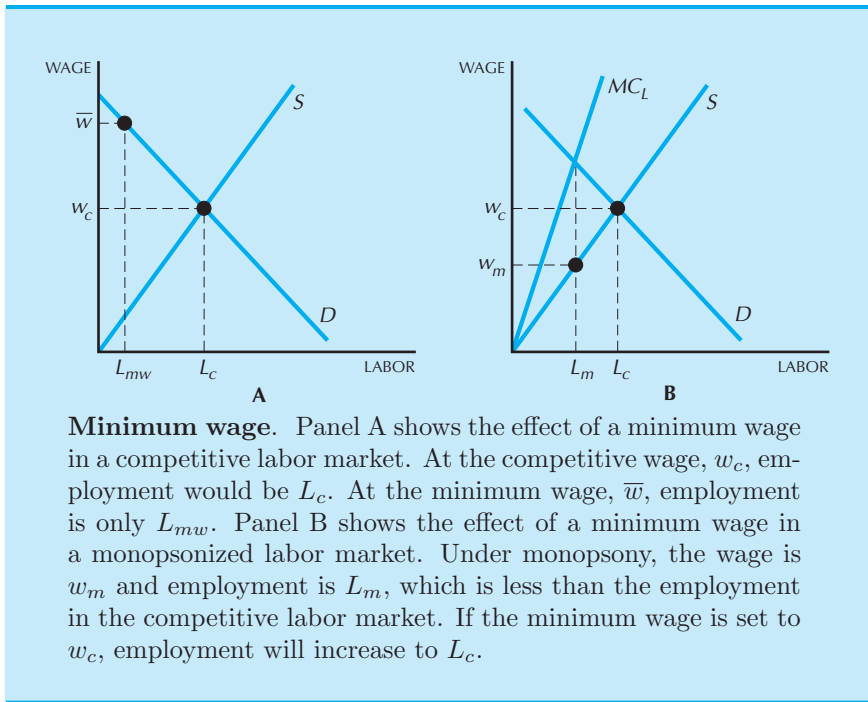 WAGE
w̅
w_c
S
D
L_{mw}
L_c
LABOR
A
WAGE
MC_L
S
w_c
w_m
D
L_m
L_c
LABOR
B
Minimum wage. Panel A shows the effect of a minimum wage
in a competitive labor market. At the competitive wage, w_c, em-
ployment would be L_c. At the minimum wage, w̅, employment
is only L_{mw}. Panel B shows the effect of a minimum wage in
a monopsonized labor market. Under monopsony, the wage is
w_m and employment is L_m, which is less than the employment
in the competitive labor market. If the minimum wage is set to
w_c, employment will increase to L_c.